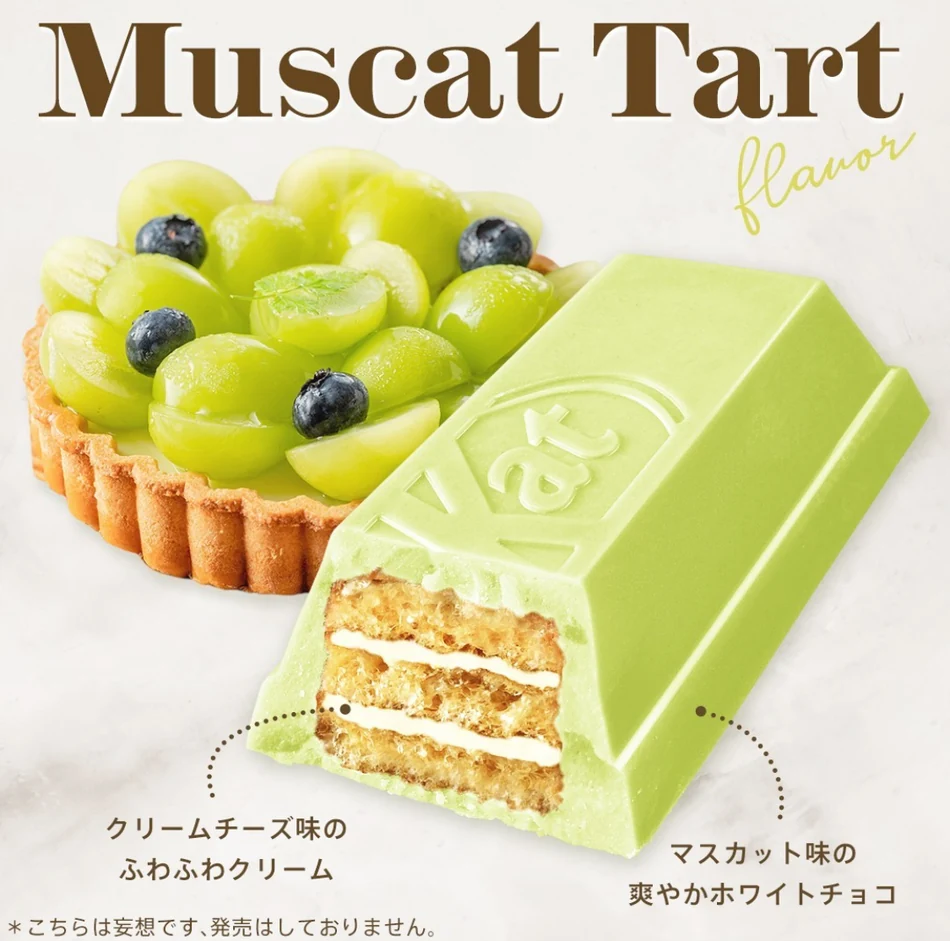 Muscat Tart
flavor
Kat
クリームチーズ味の
ふわふわクリーム
マスカット味の
爽やかホワイトチョコ
＊こちらは妄想です､発売はしておりません。